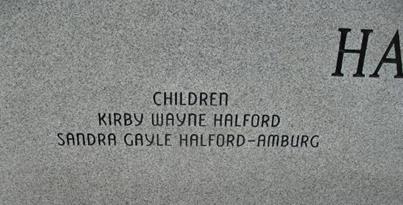 HA
CHILDREN
KIRBY WAYNE HALFORD
SANDRA GAYLE HALFORD-AMBURG